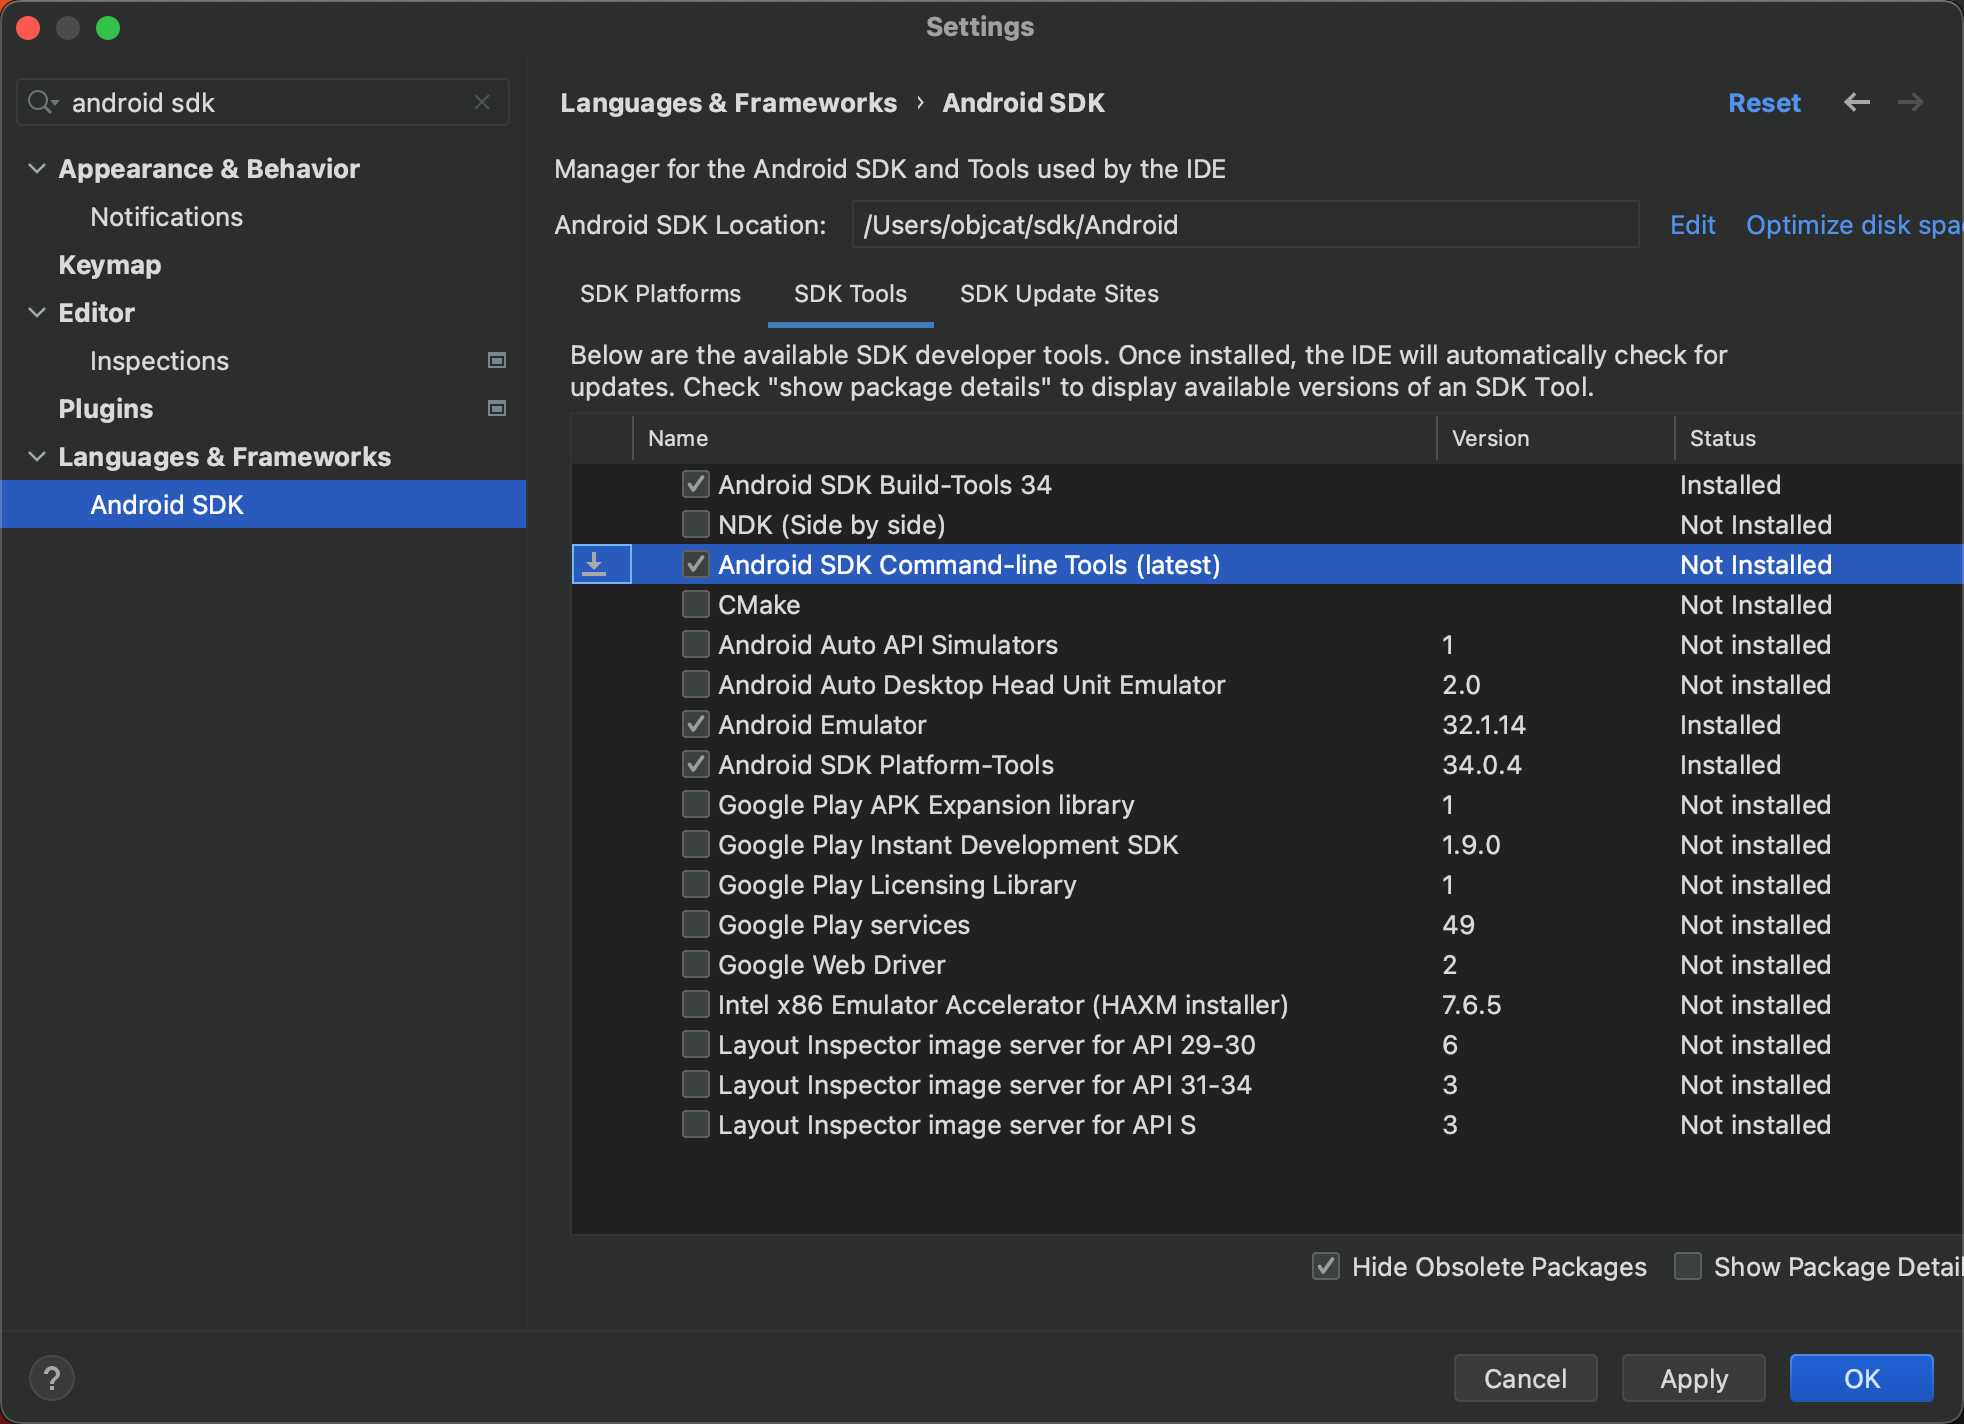 Settings
android sdk
Appearance & Behavior
Notifications
Keymap
Editor
Inspections
Plugins
Languages & Frameworks
Android SDK
Languages & Frameworks › Android SDK
Reset
Manager for the Android SDK and Tools used by the IDE
Android SDK Location: /Users/objcat/sdk/Android Edit Optimize disk spa
SDK Platforms SDK Tools SDK Update Sites
Below are the available SDK developer tools. Once installed, the IDE will automatically check for
updates. Check "show package details" to display available versions of an SDK Tool.
Name Version Status
Android SDK Build-Tools 34 Installed
NDK (Side by side) Not Installed
Android SDK Command-line Tools (latest) Not Installed
CMake Not Installed
Android Auto API Simulators 1 Not installed
Android Auto Desktop Head Unit Emulator 2.0 Not installed
Android Emulator 32.1.14 Installed
Android SDK Platform-Tools 34.0.4 Installed
Google Play APK Expansion library 1 Not installed
Google Play Instant Development SDK 1.9.0 Not installed
Google Play Licensing Library 1 Not installed
Google Play services 49 Not installed
Google Web Driver 2 Not installed
Intel x86 Emulator Accelerator (HAXM installer) 7.6.5 Not installed
Layout Inspector image server for API 29-30 6 Not installed
Layout Inspector image server for API 31-34 3 Not installed
Layout Inspector image server for API S 3 Not installed
Hide Obsolete Packages Show Package Detail
? Cancel Apply OK